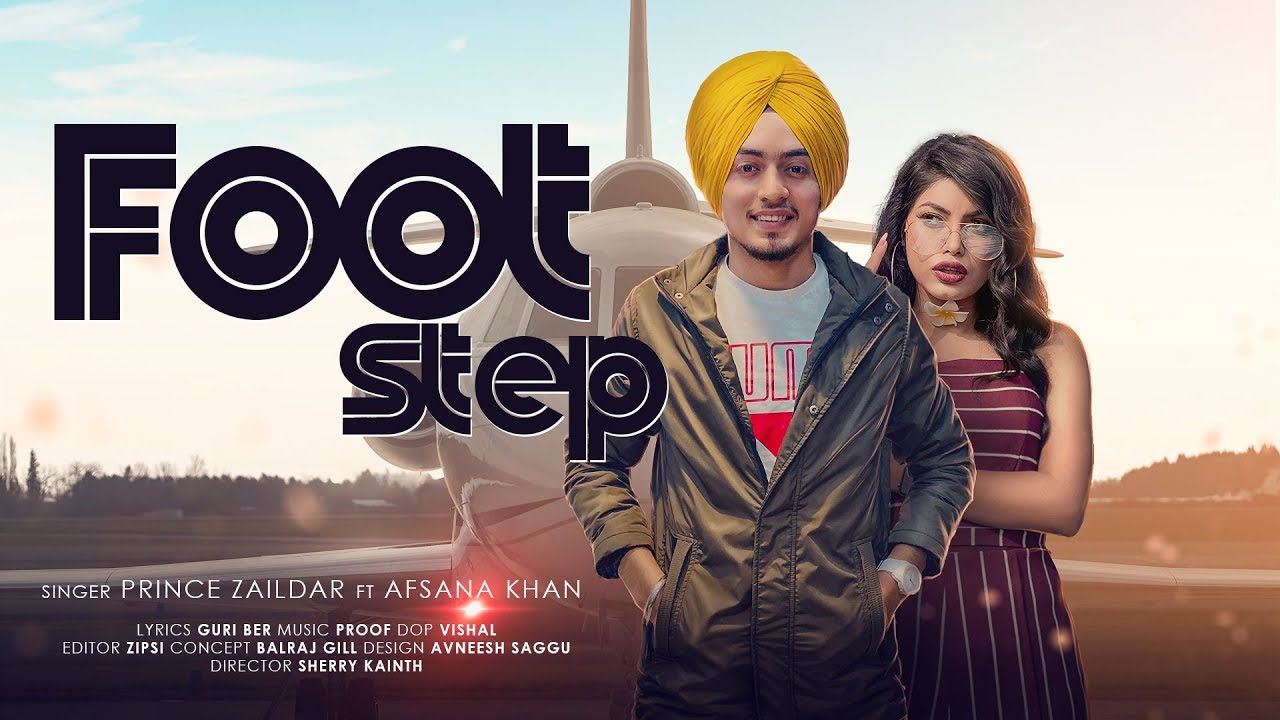 Foot
Step
SINGER PRINCE ZAILDAR FT AFSANA KHAN
LYRICS GURI BER MUSIC PROOF DOP VISHAL
EDITOR ZIPSI CONCEPT BALRAJ GILL DESIGN AVNEESH SAGGU
DIRECTOR SHERRY KAINTH